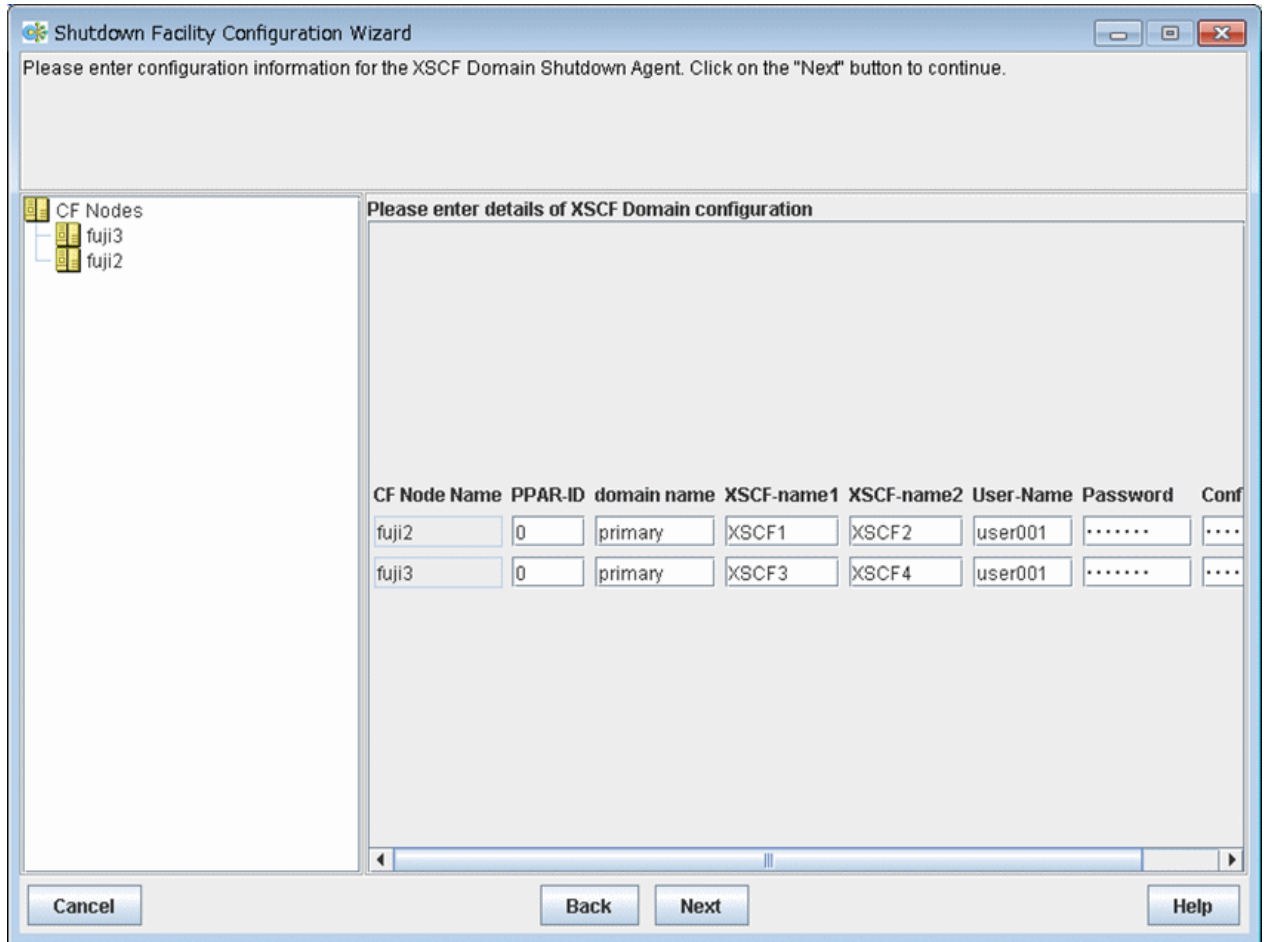 Shutdown Facility Configuration Wizard
Please enter configuration information for the XSCF Domain Shutdown Agent. Click on the "Next" button to continue.
CF Nodes
fuji3
fuji2
Please enter details of XSCF Domain configuration
CF Node Name PPAR-ID domain name XSCF-name1 XSCF-name2 User-Name Password Conf
fuji2 0 primary XSCF1 XSCF2 user001 ······· ····
fuji3 0 primary XSCF3 XSCF4 user001 ······· ····
Cancel Back Next Help